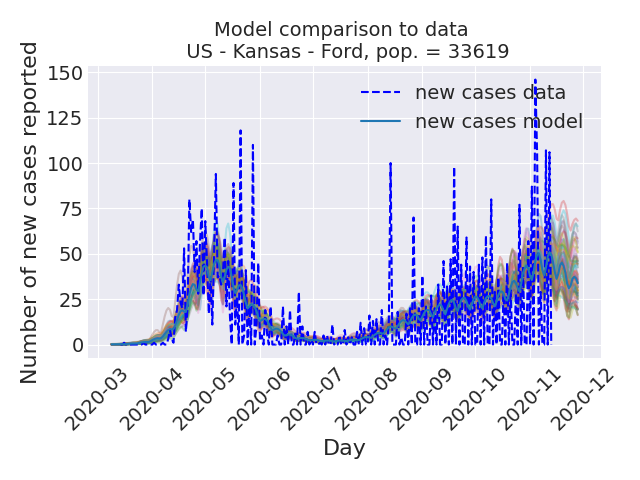 Model comparison to data
US - Kansas - Ford, pop. = 33619
Number of new cases reported
150
125
100
75
50
25
0
new cases data
new cases model
2020-03
2020-04
2020-05
2020-06
2020-07
2020-08
2020-09
2020-10
2020-11
2020-12
Day